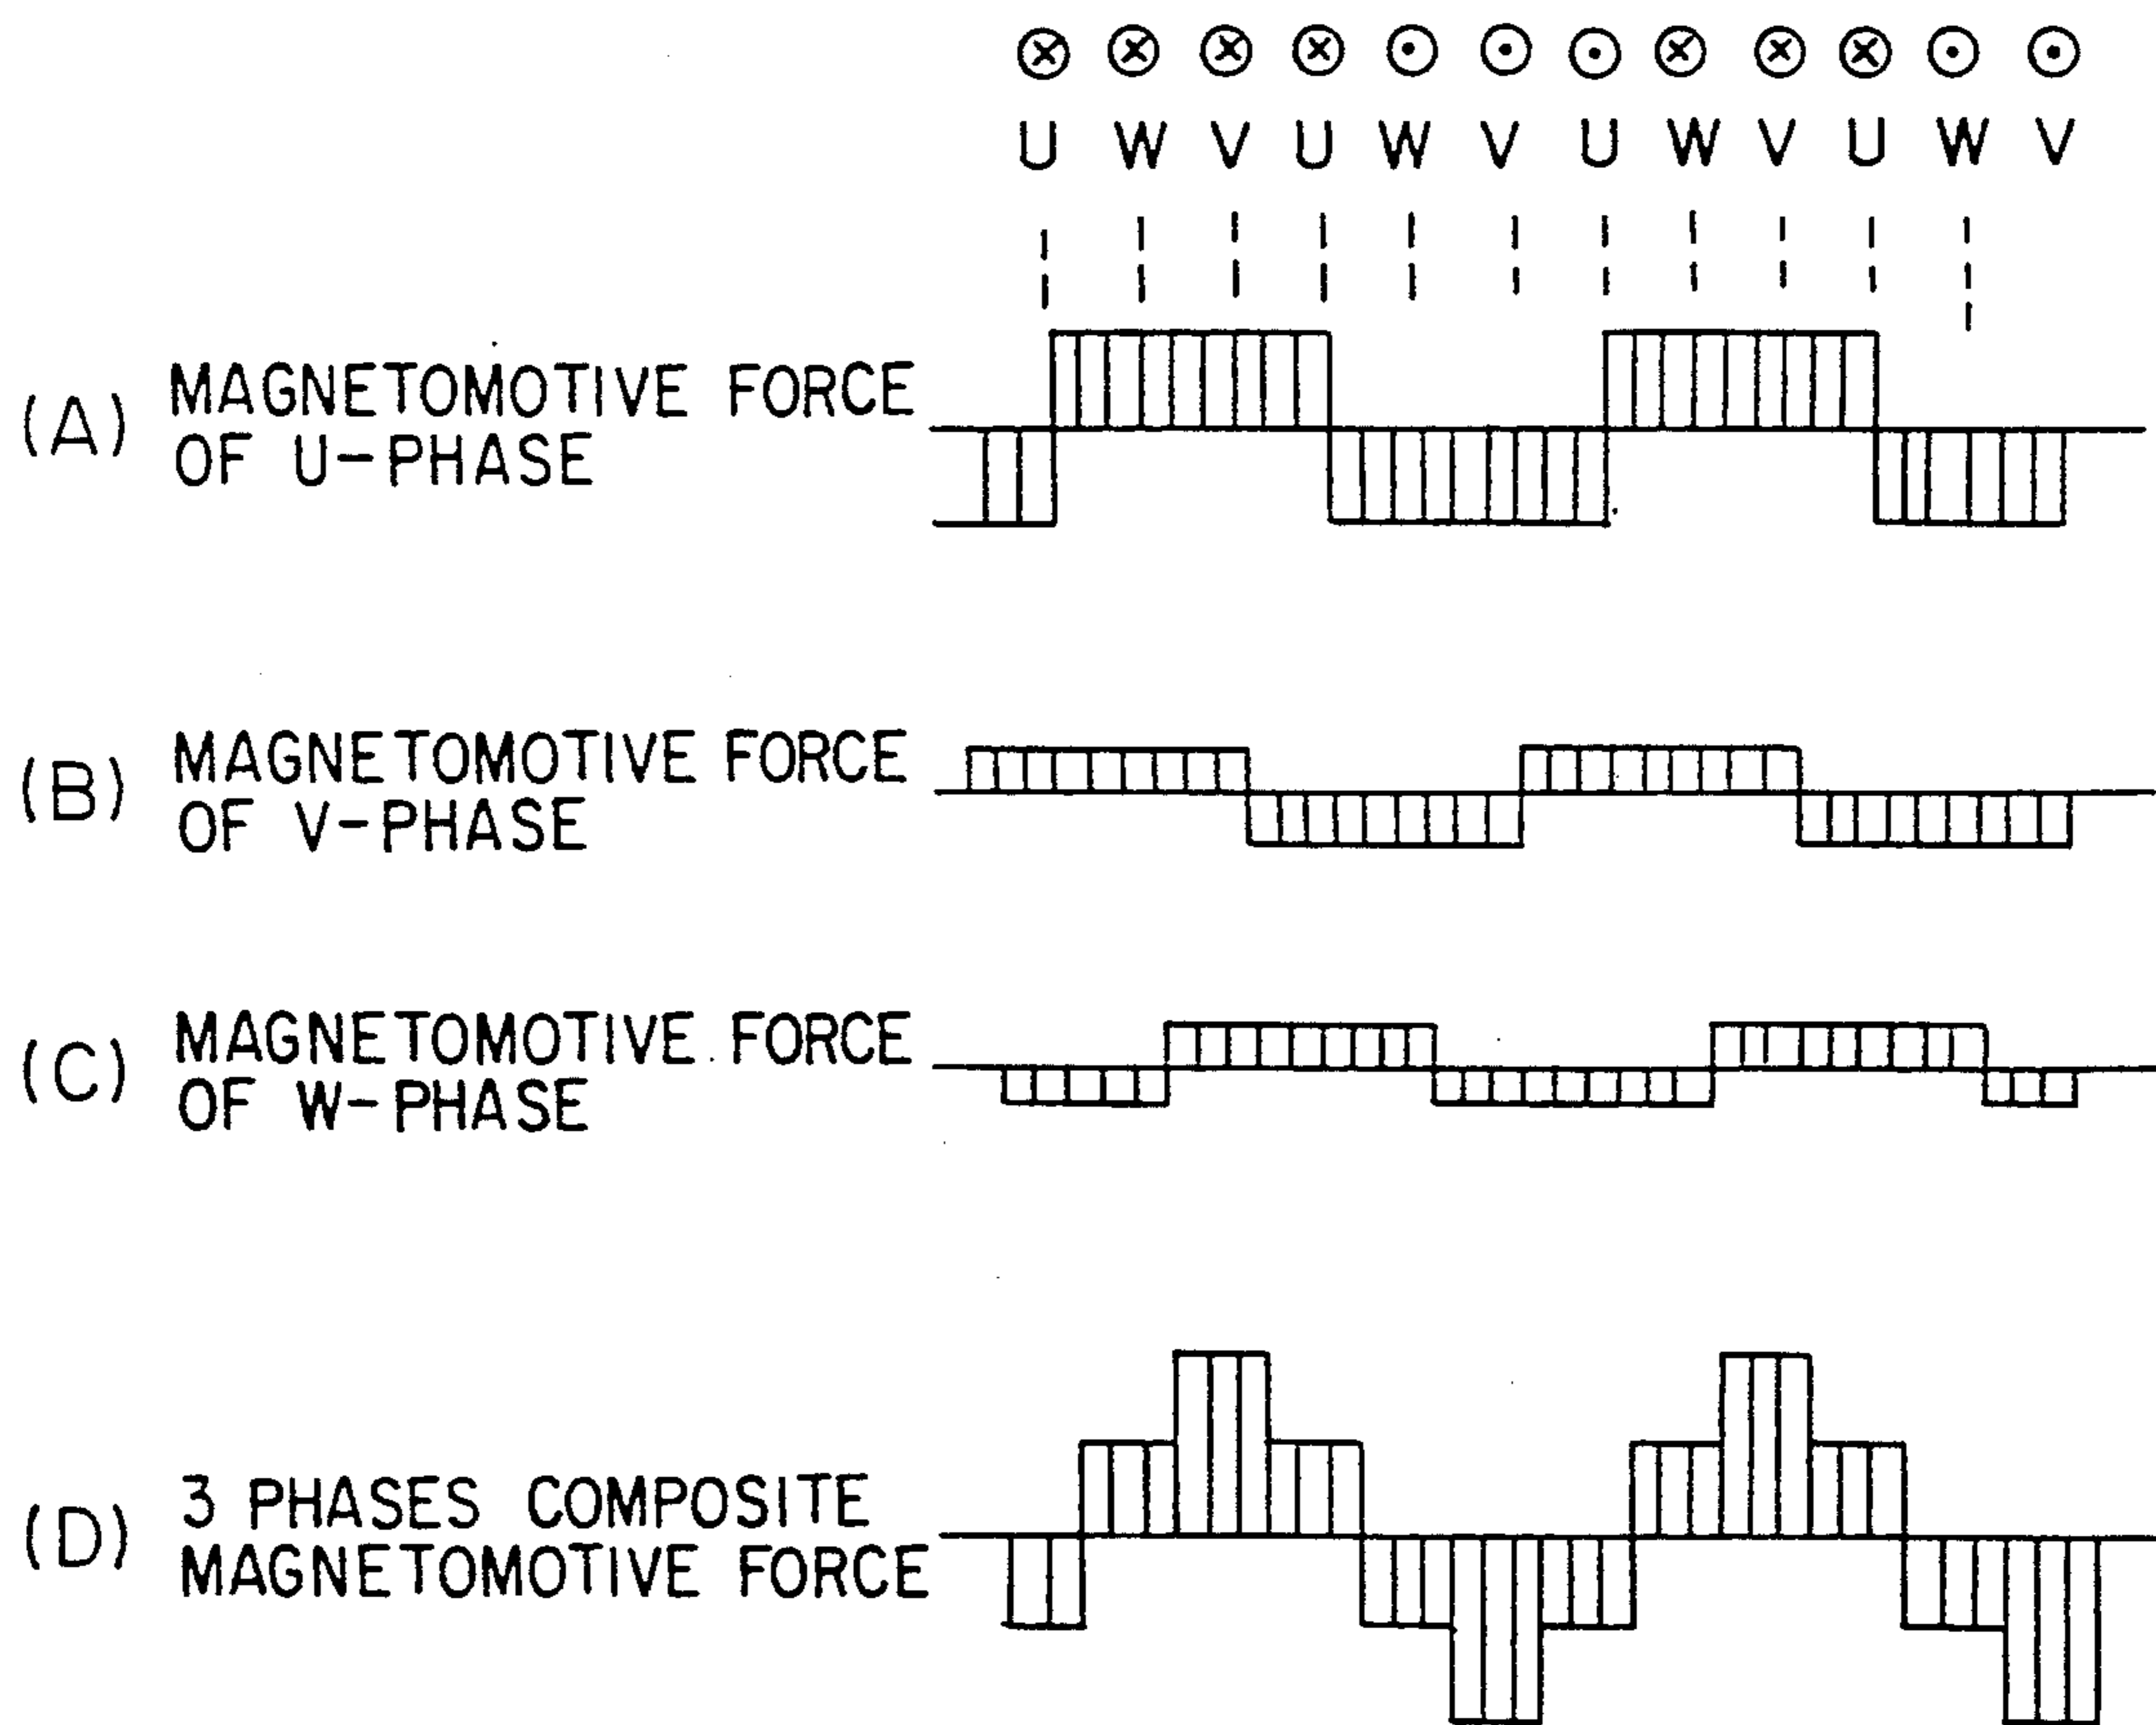 U W V U W V U W V U W V
(A) MAGNETOMOTIVE FORCE
OF U-PHASE
(B) MAGNETOMOTIVE FORCE
OF V-PHASE
(C) MAGNETOMOTIVE FORCE
OF W-PHASE
(D) 3 PHASES COMPOSITE
MAGNETOMOTIVE FORCE